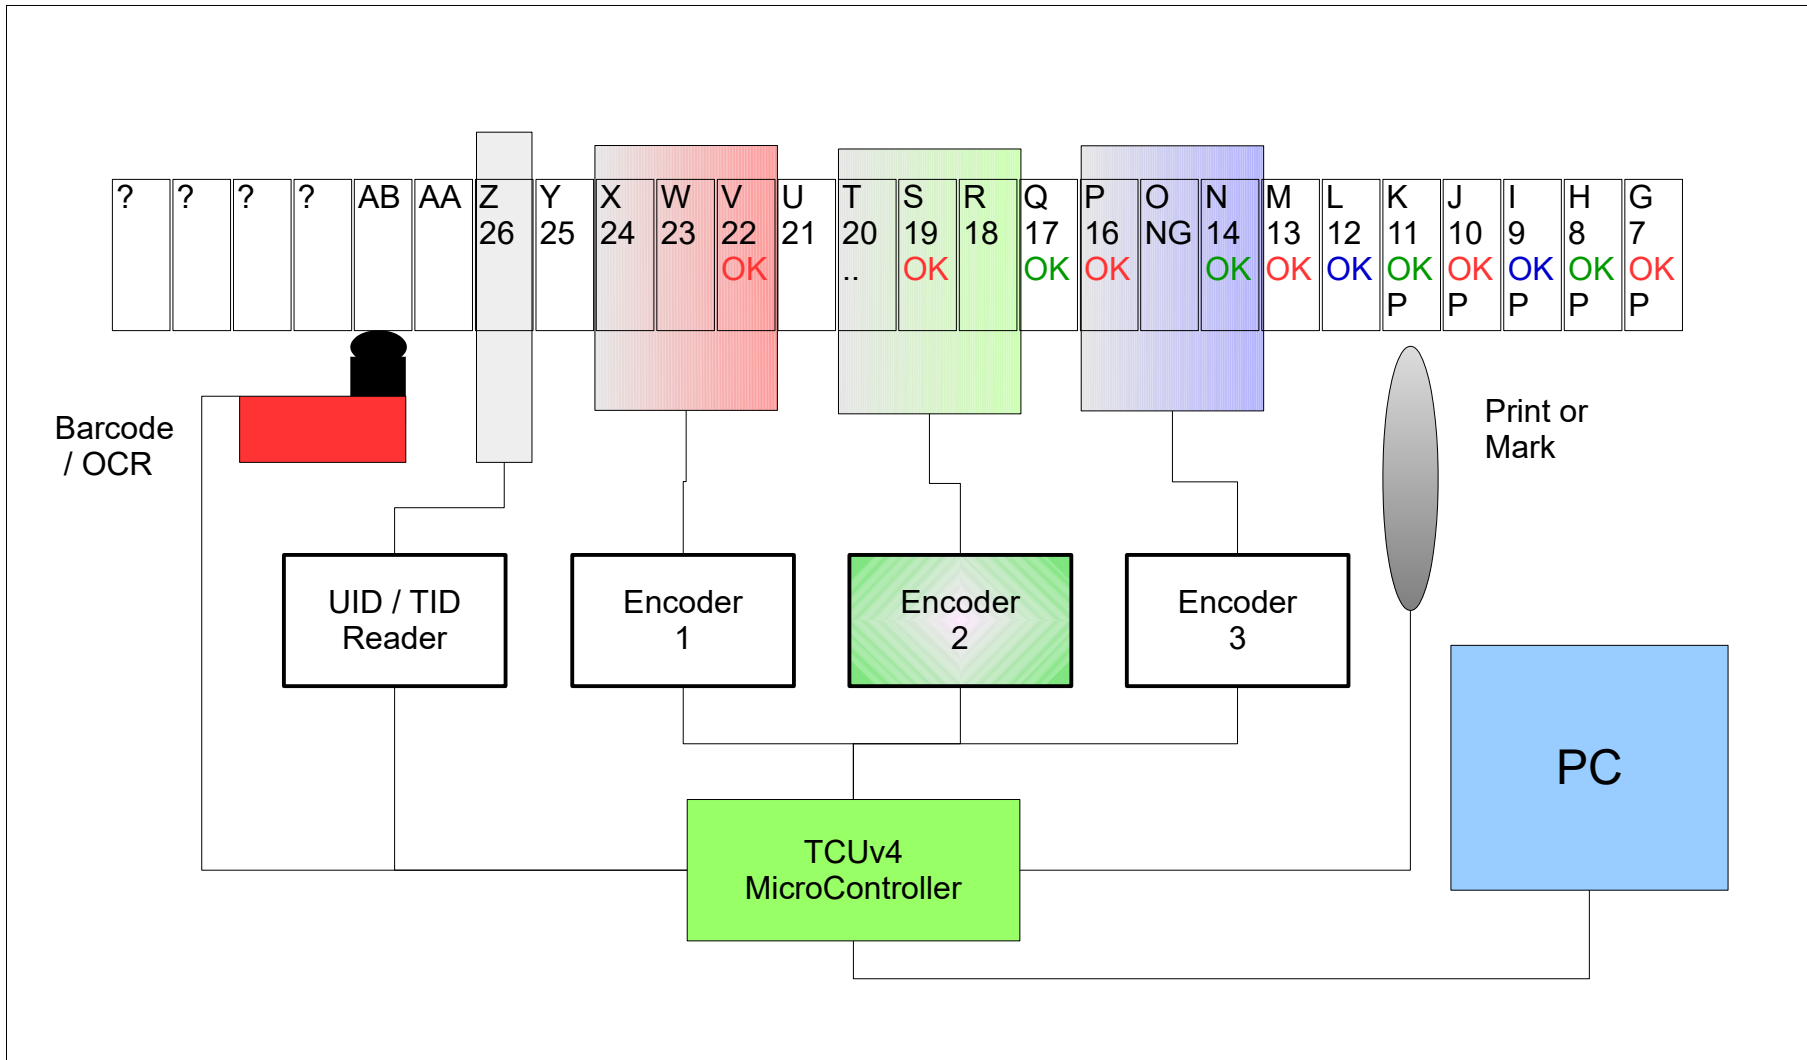 ? ? ? ? AB AA Z Y X W V U T S R Q P O N M L K J I H G
26 25 24 23 22 21 20 19 18 17 16 NG 14 13 12 11 10 9 8 7
OK .. OK OK OK OK OK OK OK OK OK OK OK
P P P P P
Barcode
/ OCR
Print or
Mark
UID / TID
Reader
Encoder
1
Encoder
2
Encoder
3
PC
TCUv4
MicroController